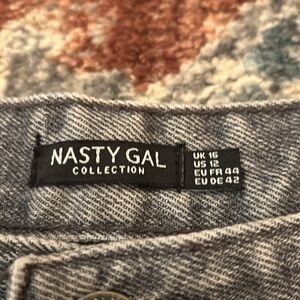 NASTY GAL
COLLECTION
UK 16
US 12
EU FR 44
EU DE 42